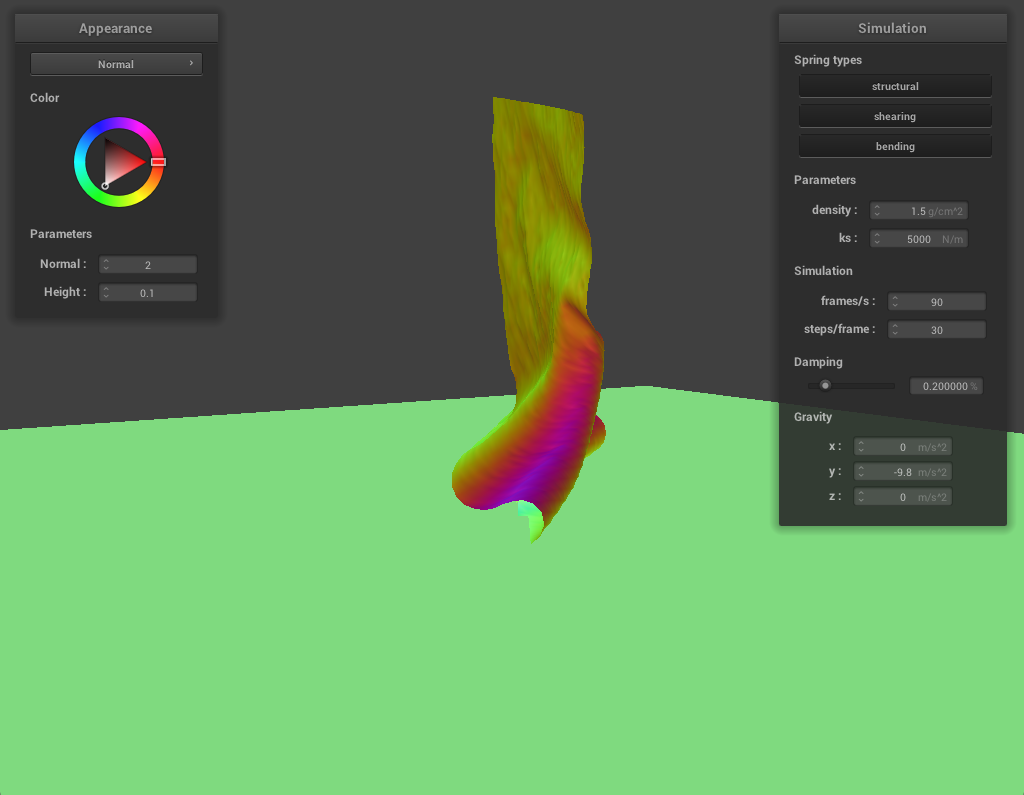 Appearance
Normal
Color
Parameters
Normal : 2
Height : 0.1
Simulation
Spring types
structural
shearing
bending
Parameters
density : 1.5 g/cm^2
ks : 5000 N/m
Simulation
frames/s : 90
steps/frame : 30
Damping
0.200000 %
Gravity
x : 0 m/s^2
y : -9.8 m/s^2
z : 0 m/s^2